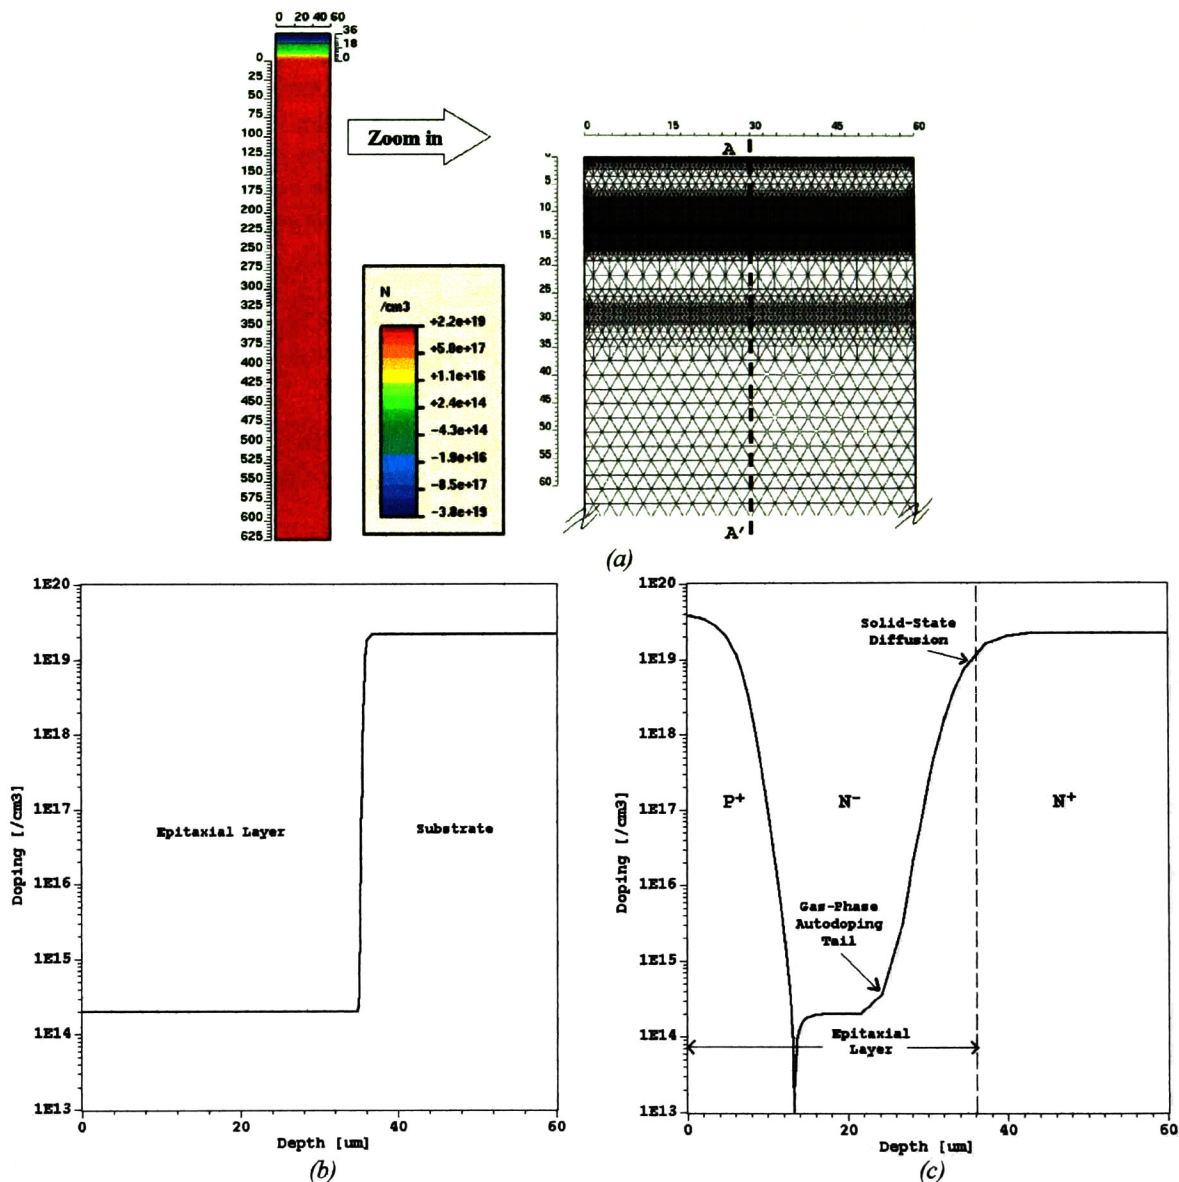 0 20 40 60
36
18
0
0
25
50
75
100
125
150
175
200
225
250
275
300
325
350
375
400
425
450
475
500
525
550
575
600
625
Zoom in
N
/cm3
+2.2e+19
+5.0e+17
+1.1e+16
+2.4e+14
-4.3e+14
-1.9e+16
-8.5e+17
-3.8e+19
0 15 30 45 60
A
0
5
10
15
20
25
30
35
40
45
50
55
60
A'
(a)
1E20
1E19
1E18
1E17
1E16
1E15
1E14
1E13
Doping [/cm3]
Epitaxial Layer
Substrate
0 20 40 60
Depth [um]
(b)
1E20
1E19
1E18
1E17
1E16
1E15
1E14
1E13
Doping [/cm3]
Solid-State
Diffusion
P+
N-
N+
Gas-Phase
Autodoping
Tail
Epitaxial
Layer
0 20 40 60
Depth [um]
(c)